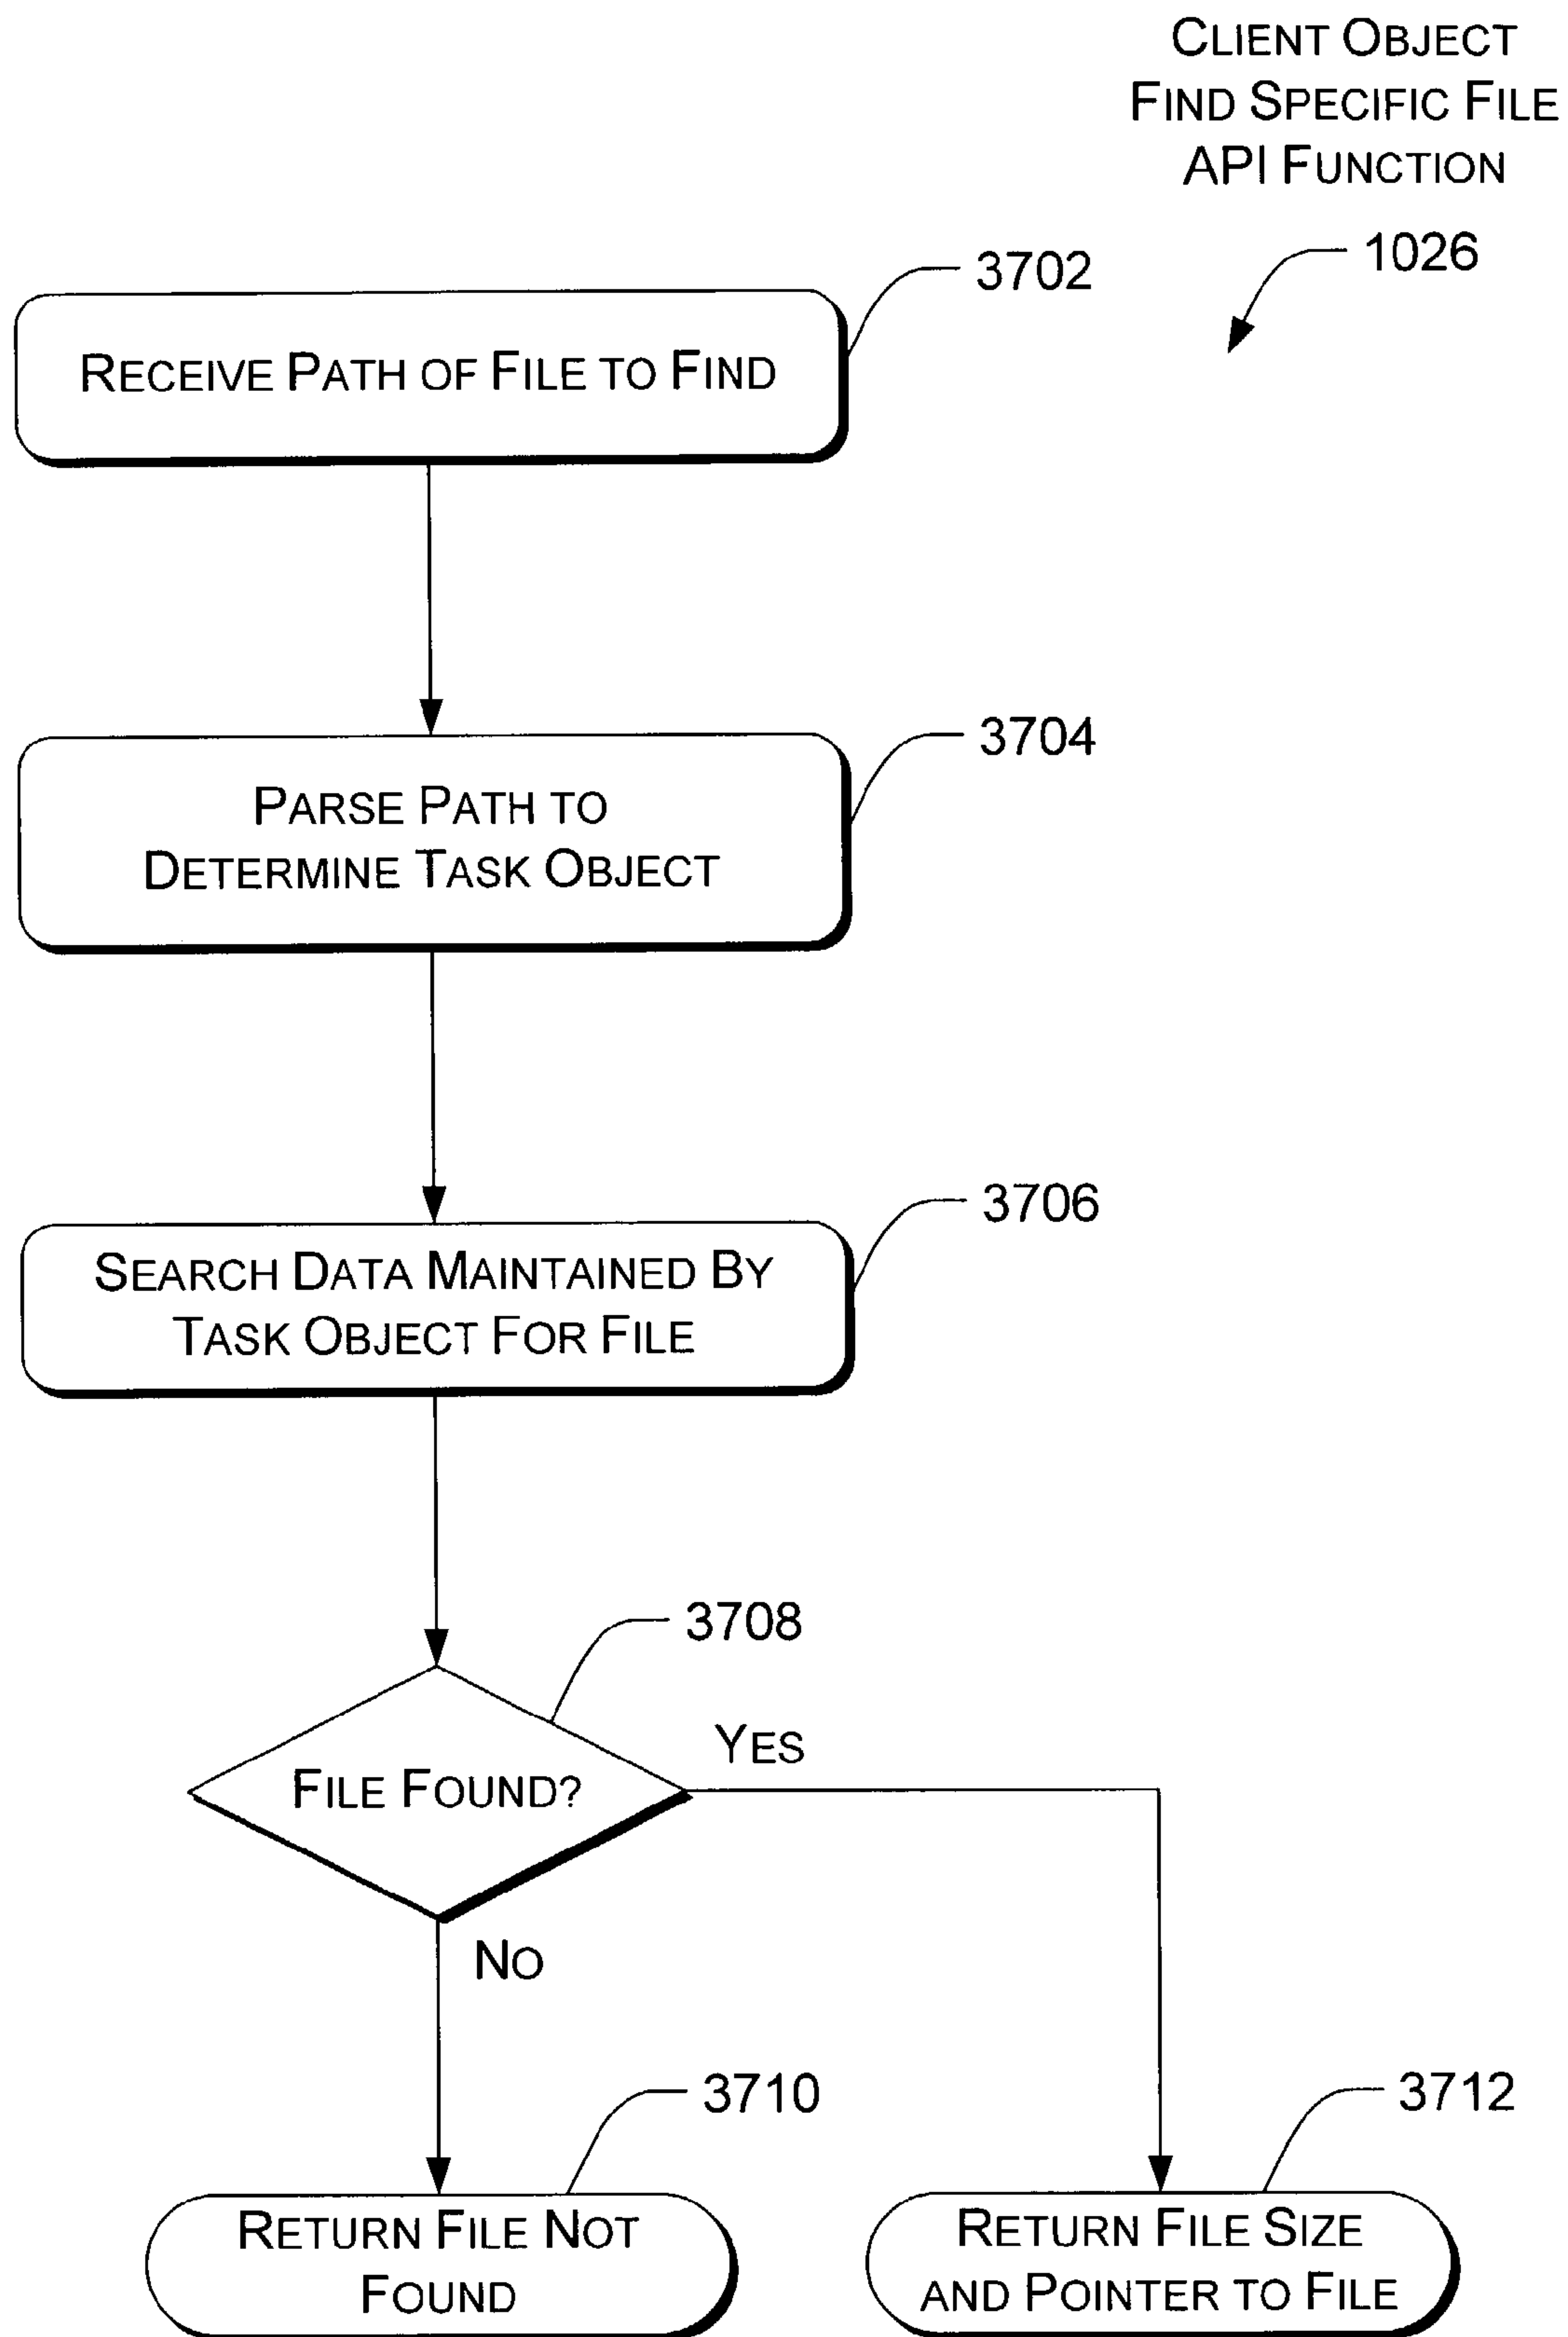 CLIENT OBJECT
FIND SPECIFIC FILE
API FUNCTION
1026
3702
RECEIVE PATH OF FILE TO FIND
3704
PARSE PATH TO
DETERMINE TASK OBJECT
3706
SEARCH DATA MAINTAINED BY
TASK OBJECT FOR FILE
3708
FILE FOUND?
YES
NO
3710
RETURN FILE NOT
FOUND
3712
RETURN FILE SIZE
AND POINTER TO FILE